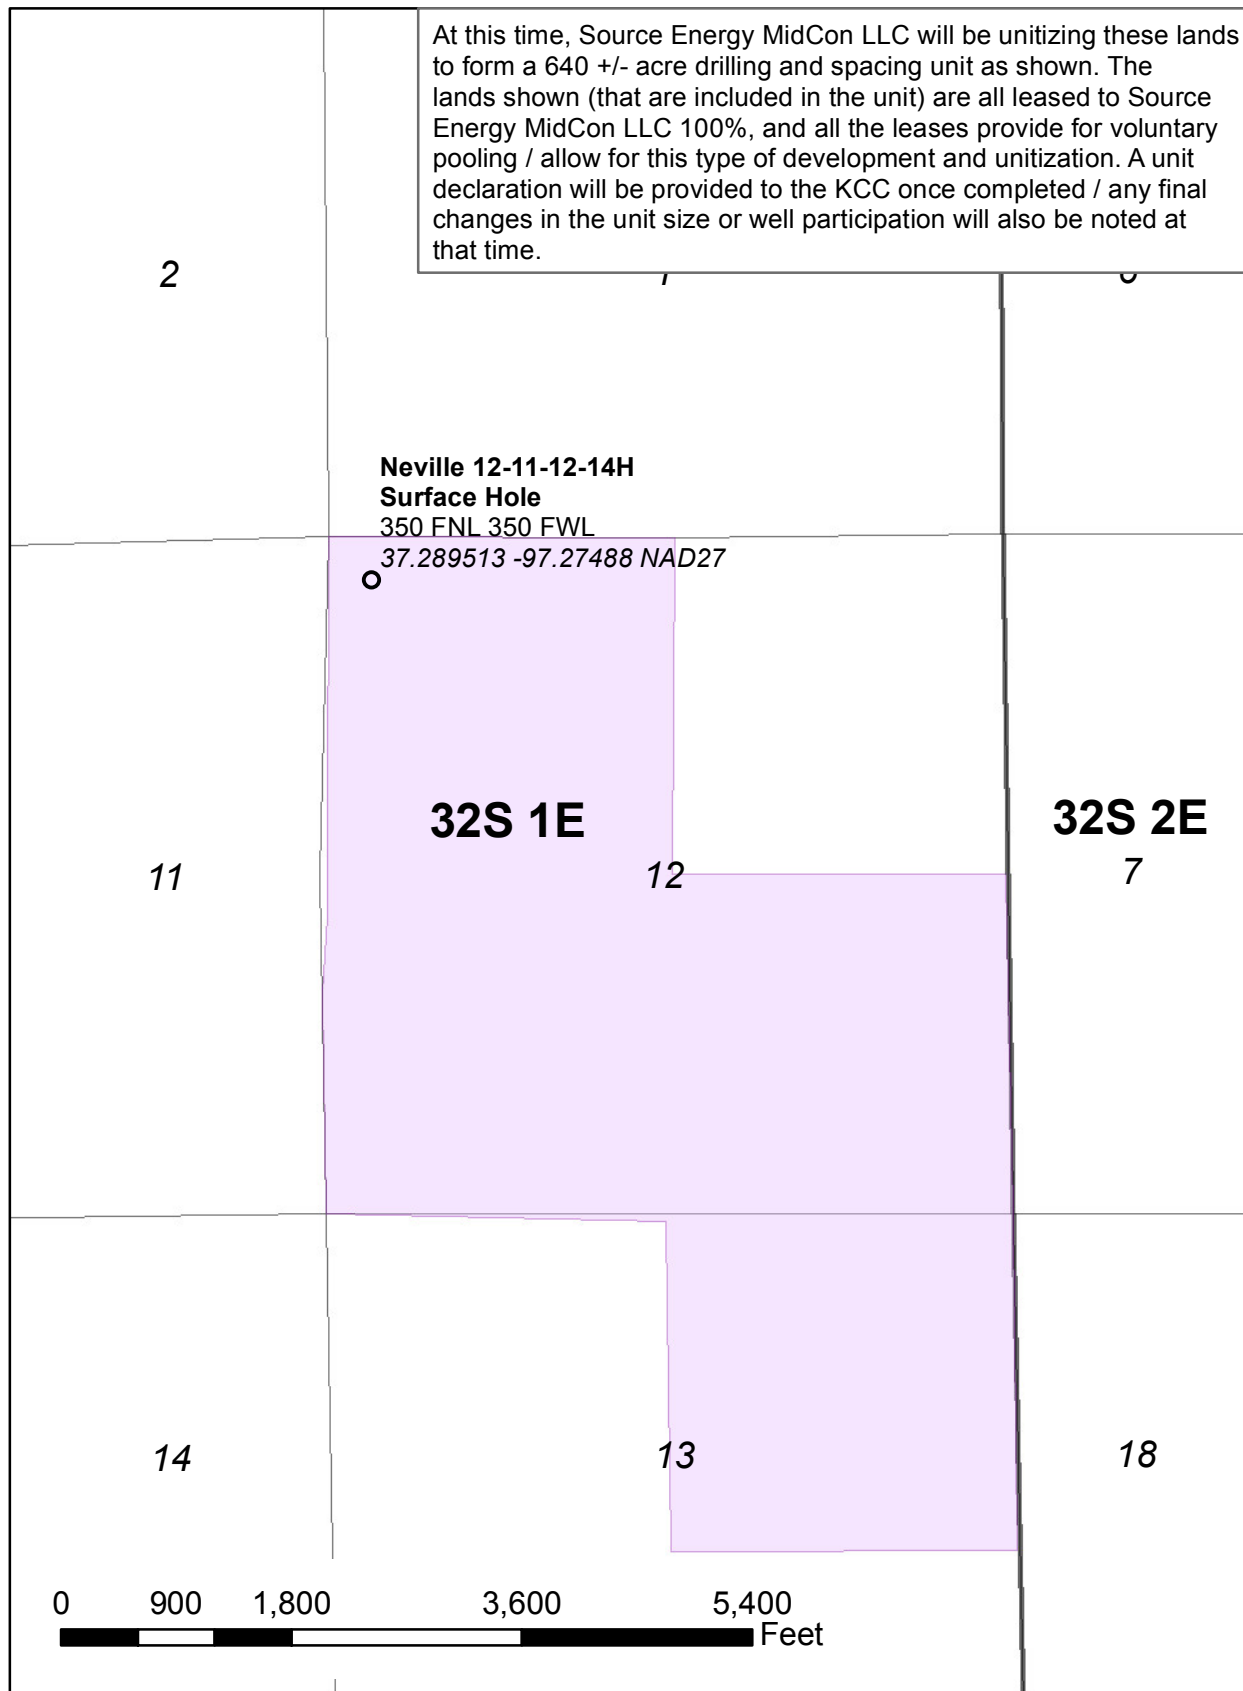 At this time, Source Energy MidCon LLC will be unitizing these lands
to form a 640 +/- acre drilling and spacing unit as shown. The
lands shown (that are included in the unit) are all leased to Source
Energy MidCon LLC 100%, and all the leases provide for voluntary
pooling / allow for this type of development and unitization. A unit
declaration will be provided to the KCC once completed / any final
changes in the unit size or well participation will also be noted at
that time.
2
Neville 12-11-12-14H
Surface Hole
350 FNL 350 FWL
37.289513 -97.27488 NAD27
32S 1E
32S 2E
11
12
7
14
13
18
0 900 1,800 3,600 5,400
Feet